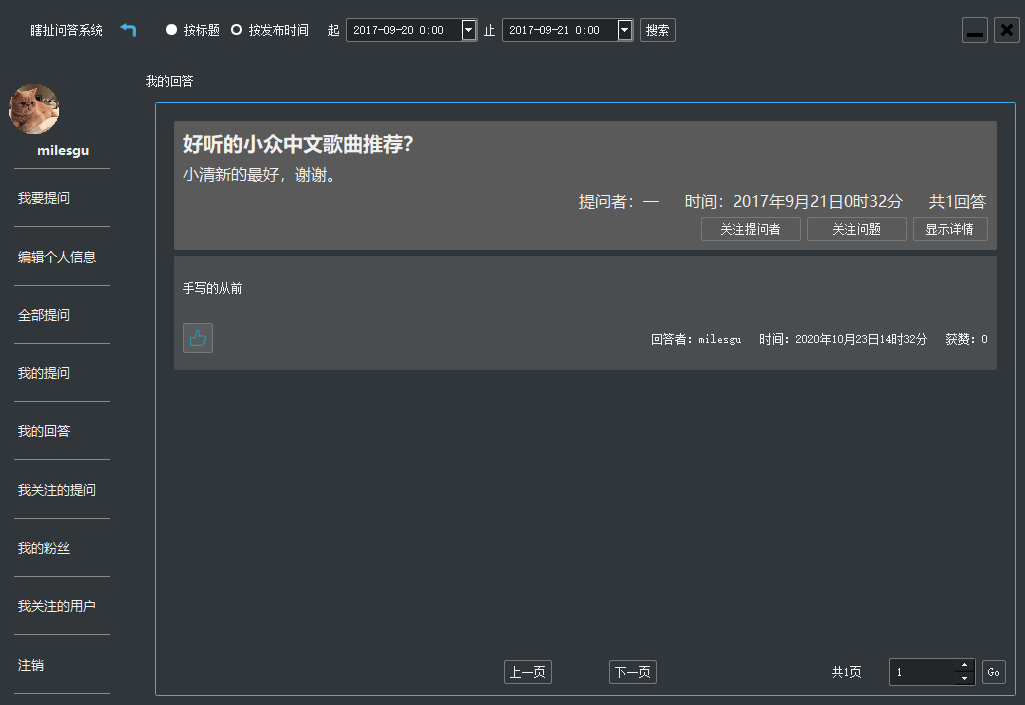 瞎扯问答系统 按标题 按发布时间 起 2017-09-20 0:00 止 2017-09-21 0:00 搜索
我的回答
milesgu
我要提问
编辑个人信息
全部提问
我的提问
我的回答
我关注的提问
我的粉丝
我关注的用户
注销
好听的小众中文歌曲推荐?
小清新的最好，谢谢。
提问者：一 时间：2017年9月21日0时32分 共1回答
关注提问者 关注问题 显示详情
手写的从前
回答者：milesgu 时间：2020年10月23日14时32分 获赞：0
上一页 下一页 共1页 1 Go